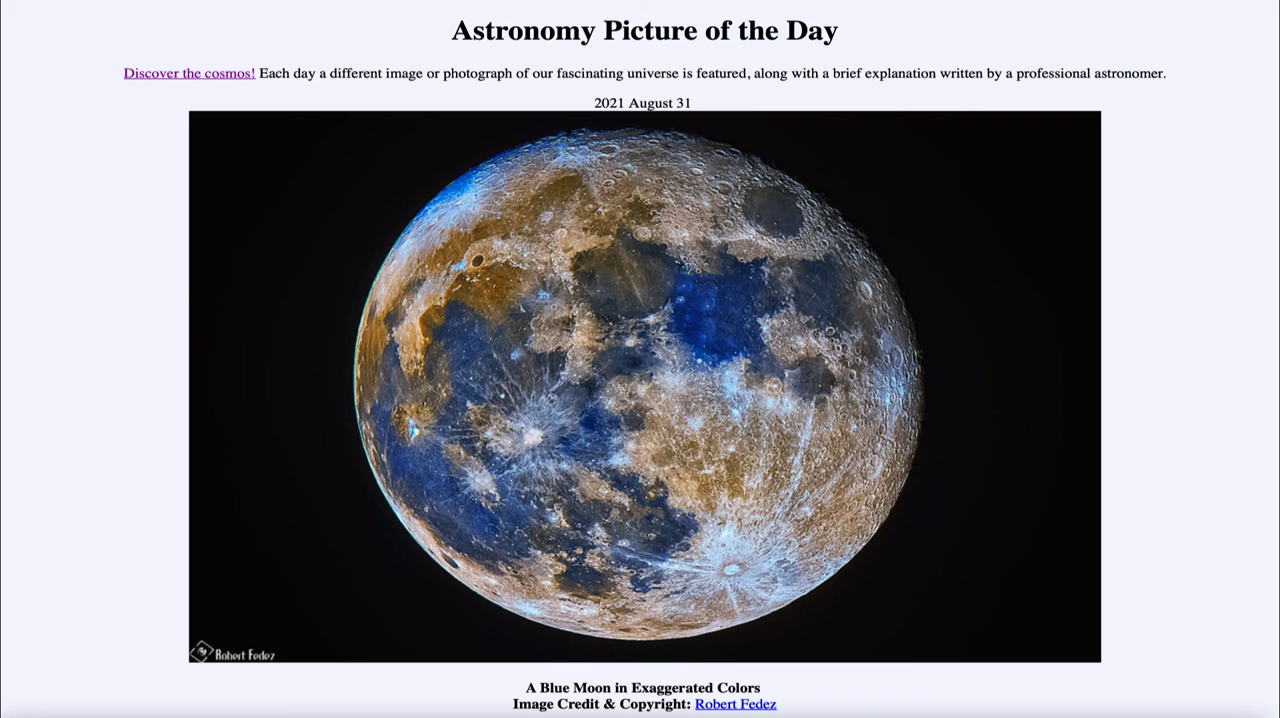 Astronomy Picture of the Day
Discover the cosmos! Each day a different image or photograph of our fascinating universe is featured, along with a brief explanation written by a professional astronomer.
2021 August 31
Robert Fedez
A Blue Moon in Exaggerated Colors
Image Credit & Copyright: Robert Fedez